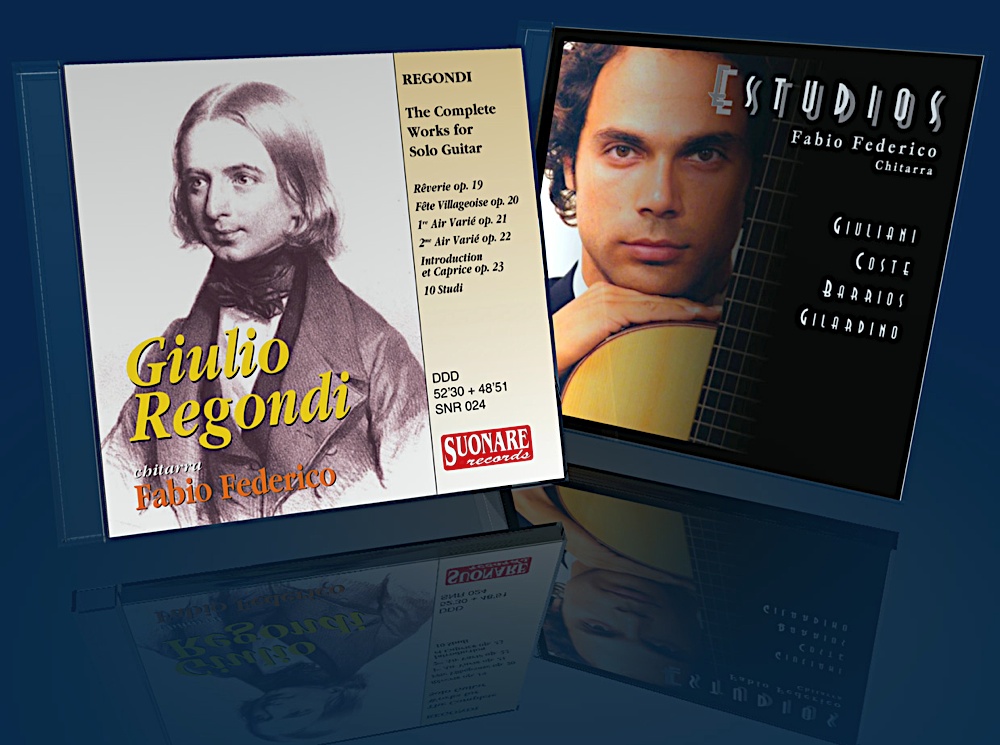 REGONDI
The Complete
Works for
Solo Guitar
Rêverie op. 19
Fête Villageoise op. 20
1er Air Varié op. 21
2me Air Varié op. 22
Introduction
et Caprice op. 23
10 Studi
DDD
52'30 + 48'51
SNR 024
SUONARE
records
Giulio
Regondi
chitarra
Fabio Federico
ESTUDIOS
Fabio Federico
Chitarra
GIULIANI
COSTE
BARRIOS
GILARDINO